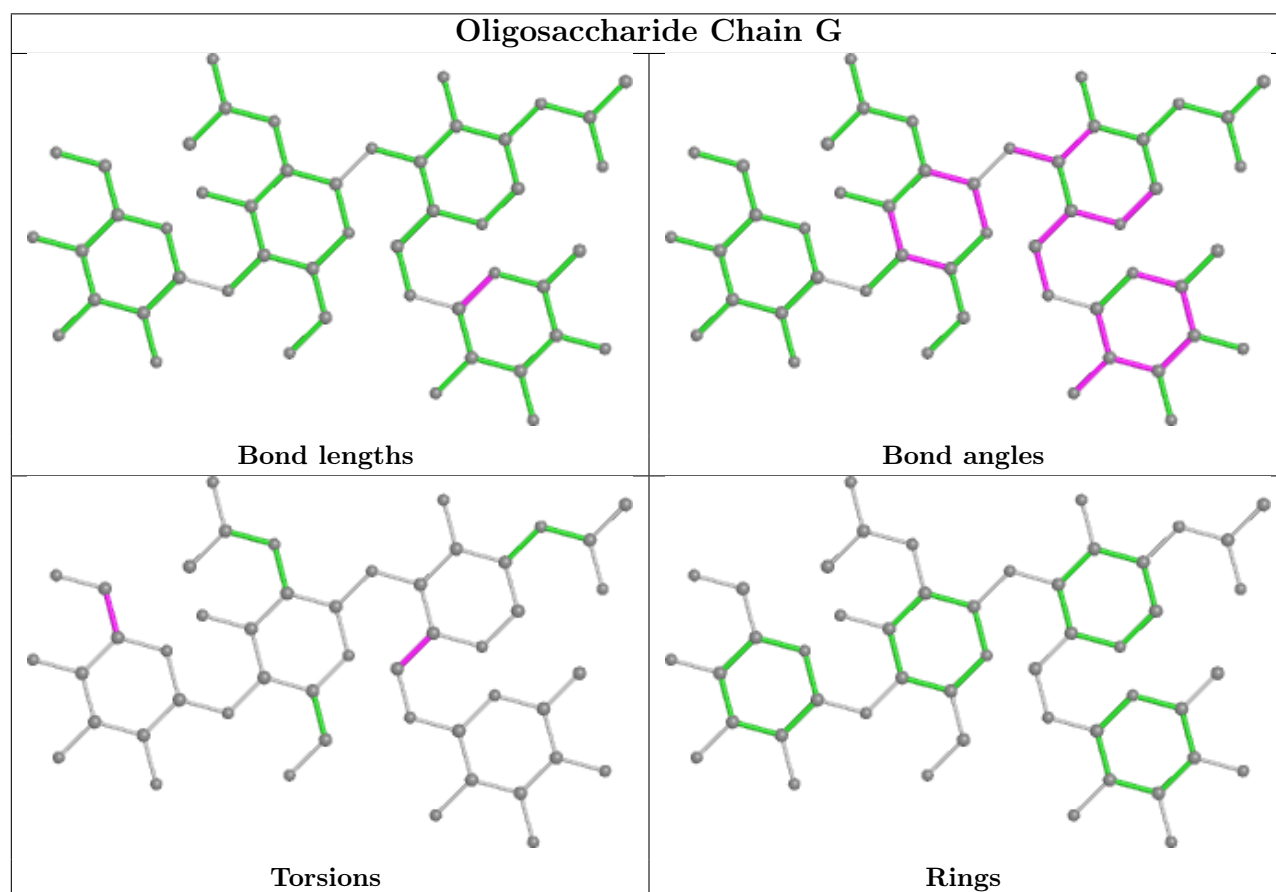 Oligosaccharide Chain G
Bond lengths
Bond angles
Torsions
Rings